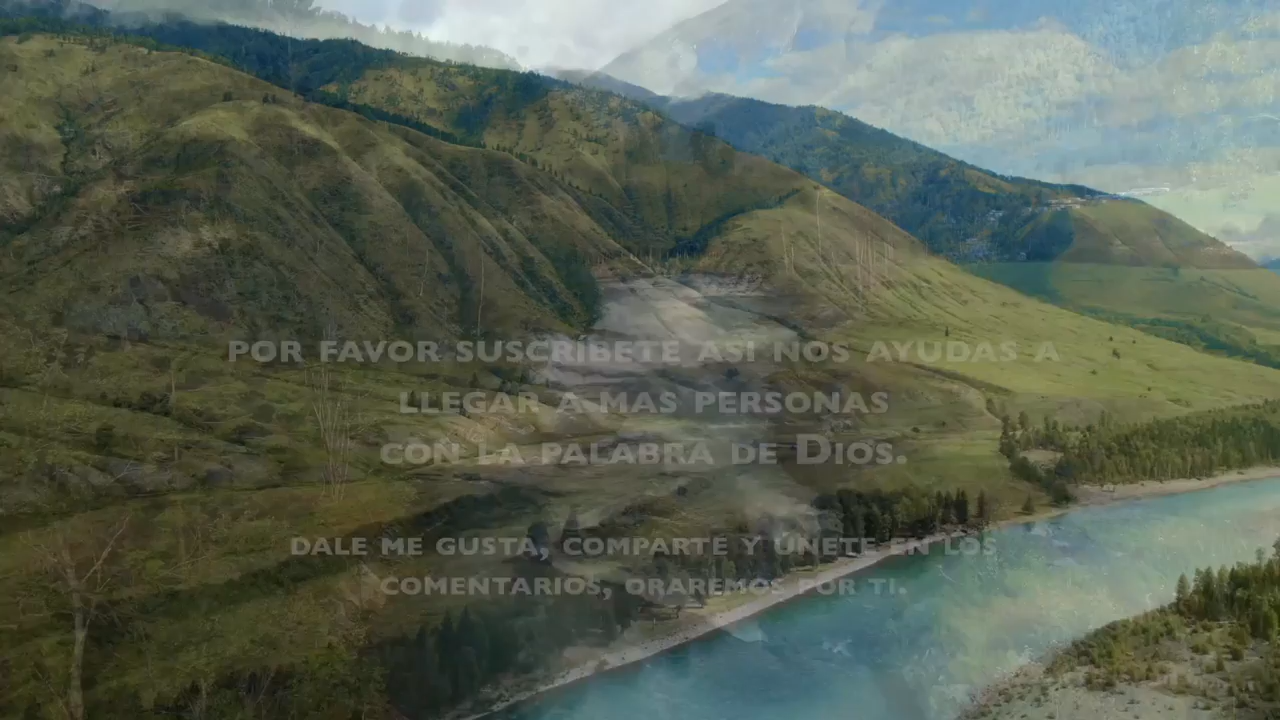 POR FAVOR SUSCRIBETE ASI NOS AYUDAS A
LLEGAR A MAS PERSONAS
CON LA PALABRA DE DIOS.
DALE ME GUSTA, COMPARTE Y ÚNETE EN LOS
COMENTARIOS, ORAREMOS POR TI.